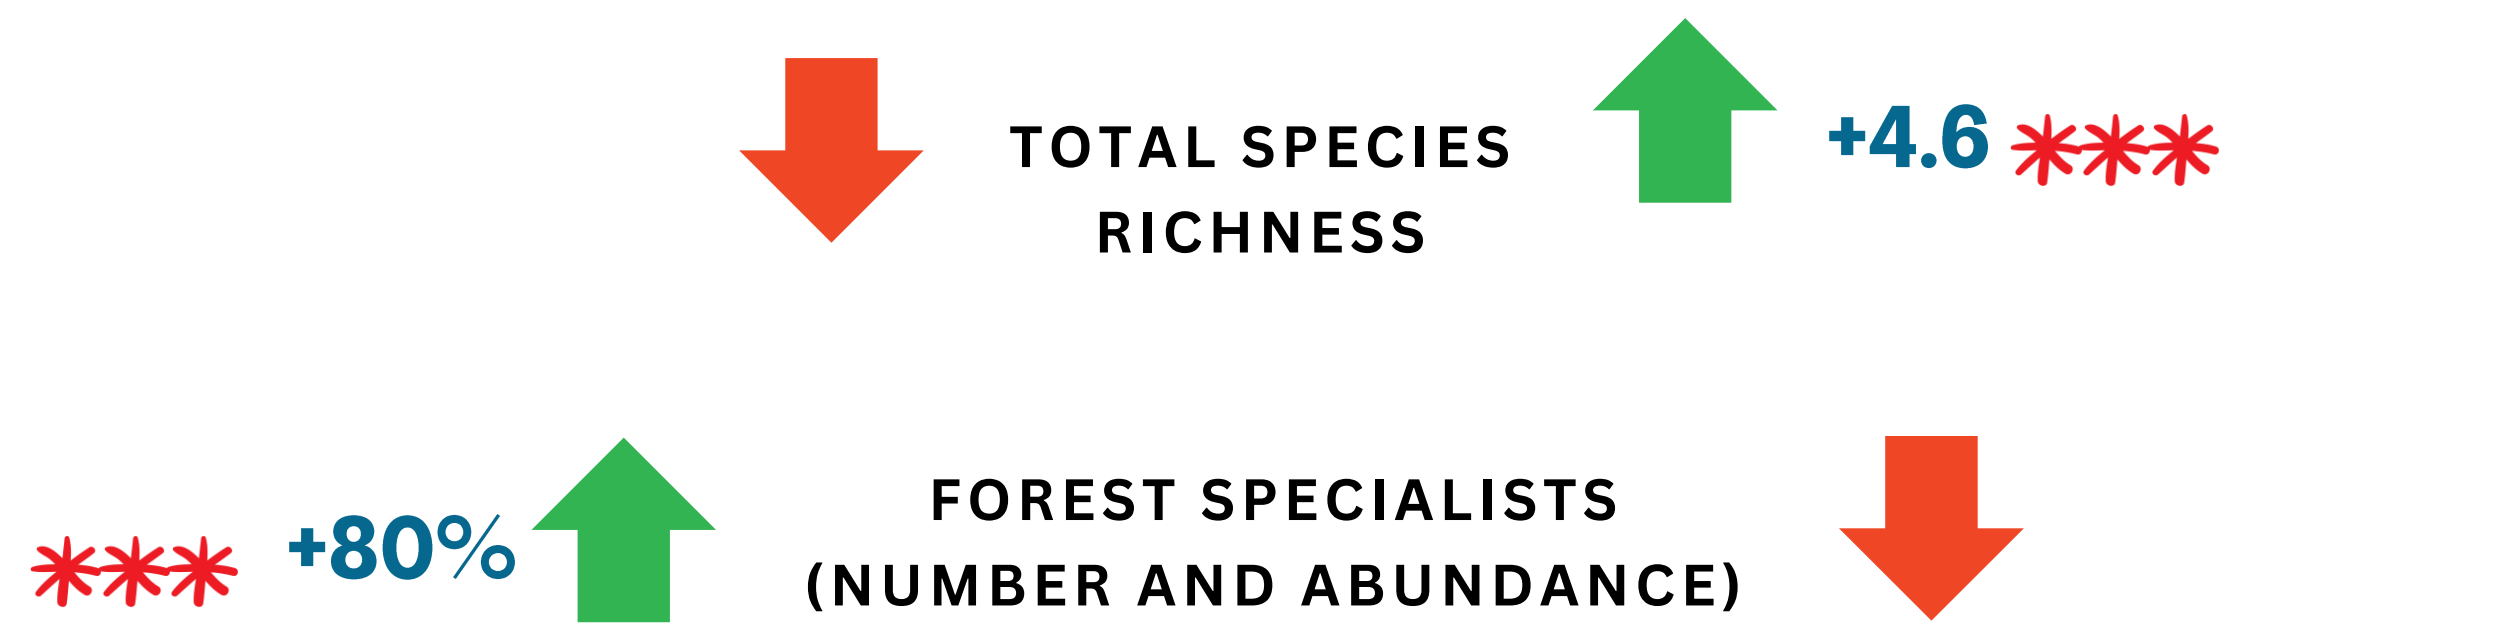 TOTAL SPECIES
RICHNESS
+4.6 ***
*** +80%
FOREST SPECIALISTS
(NUMBER AND ABUNDANCE)